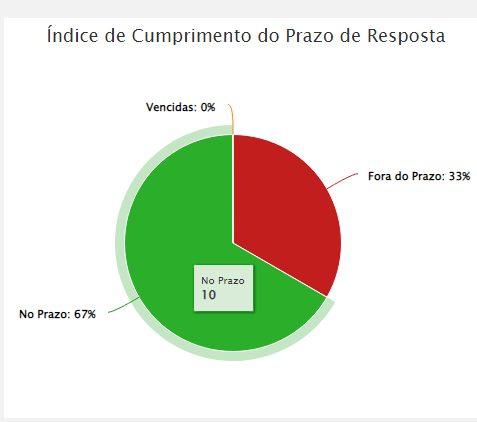 Índice de Cumprimento do Prazo de Resposta
Vencidas: 0%
Fora do Prazo: 33%
No Prazo
10
No Prazo: 67%